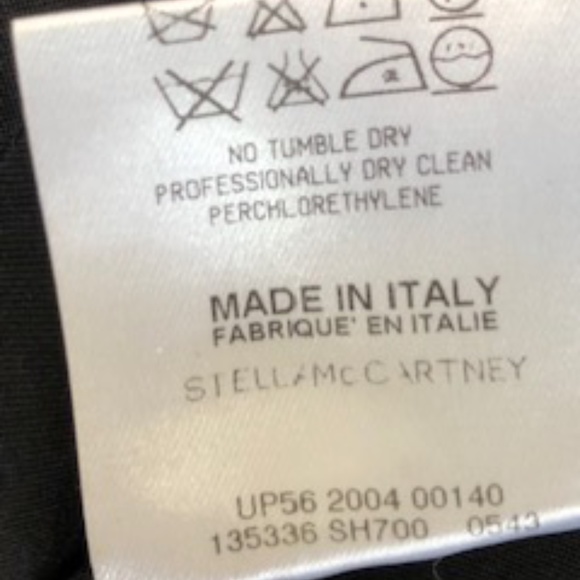 NO TUMBLE DRY
PROFESSIONALLY DRY CLEAN
PERCHLORETHYLENE
MADE IN ITALY
FABRIQUE' EN ITALIE
STELLAMCCARTNEY
UP56 2004 00140
135336 SH700 0543